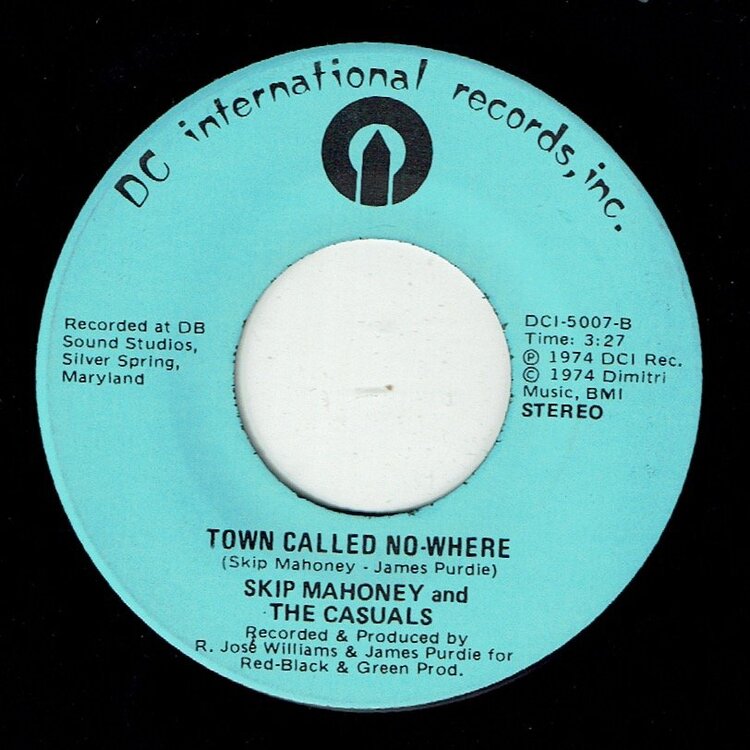 DC international records, inc.
Recorded at DB
Sound Studios,
Silver Spring,
Maryland
DCI-5007-B
Time: 3:27
℗ 1974 DCI Rec.
© 1974 Dimitri
Music, BMI
STEREO
TOWN CALLED NO-WHERE
(Skip Mahoney - James Purdie)
SKIP MAHONEY and
THE CASUALS
Recorded & Produced by
R. José Williams & James Purdie for
Red-Black & Green Prod.